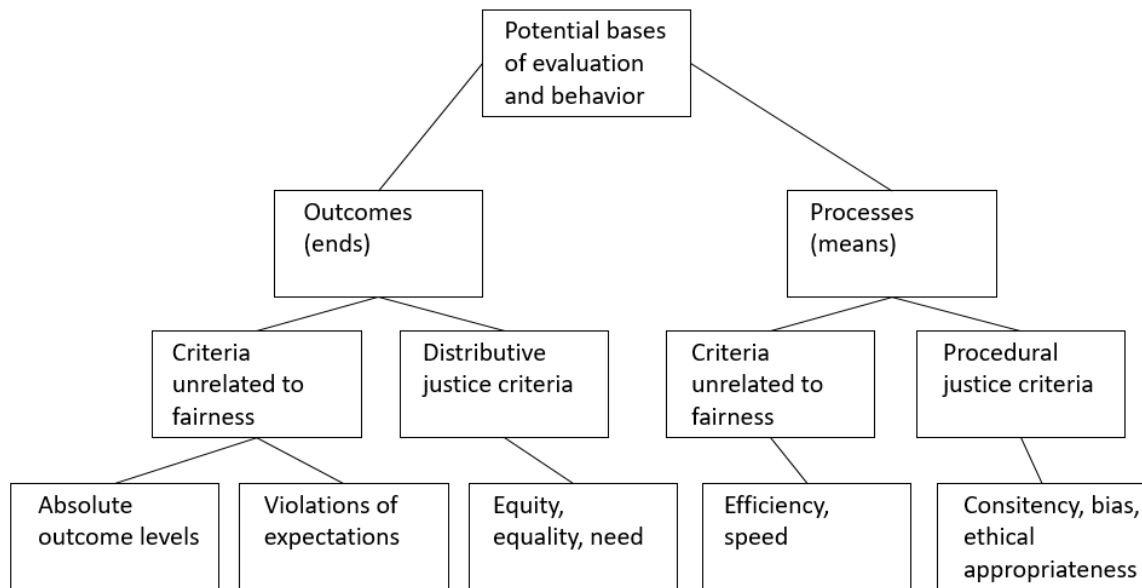 Potential bases
of evaluation
and behavior
Outcomes
(ends)
Processes
(means)
Criteria
unrelated to
fairness
Distributive
justice criteria
Criteria
unrelated to
fairness
Procedural
justice criteria
Absolute
outcome levels
Violations of
expectations
Equity,
equality, need
Efficiency,
speed
Consitency, bias,
ethical
appropriateness